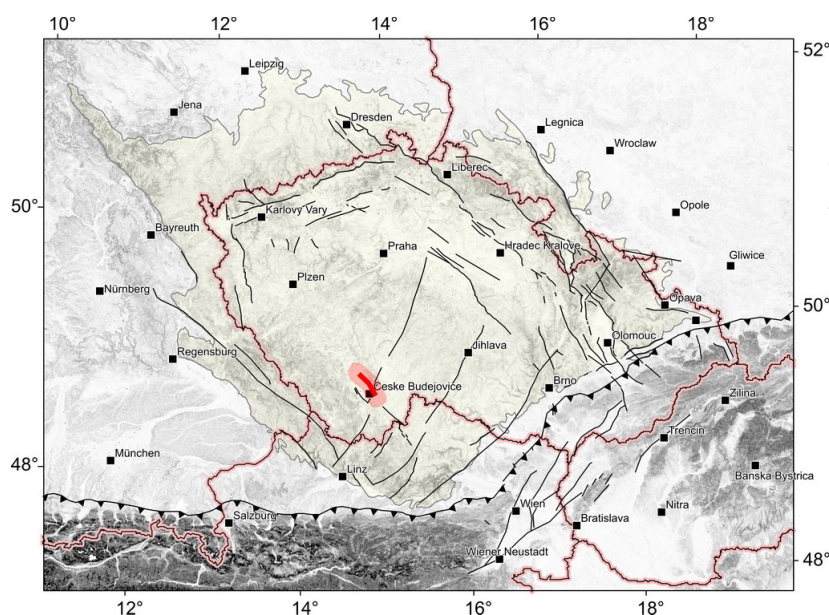 10°
12°
14°
16°
18°
52°
Leipzig
Jena
Dresden
Legnica
Wroclaw
Liberec
50°
Karlovy Vary
Opole
Bayreuth
Praha
Hradec Kralove
Gliwice
Plzen
Nürnberg
Opava
50°
Olomouc
Regensburg
Jihlava
Ceske Budejovice
Brno
Zilina
Trencin
48°
München
Linz
Banska Bystrica
Salzburg
Wien
Nitra
Bratislava
Wiener Neustadt
48°
12°
14°
16°
18°